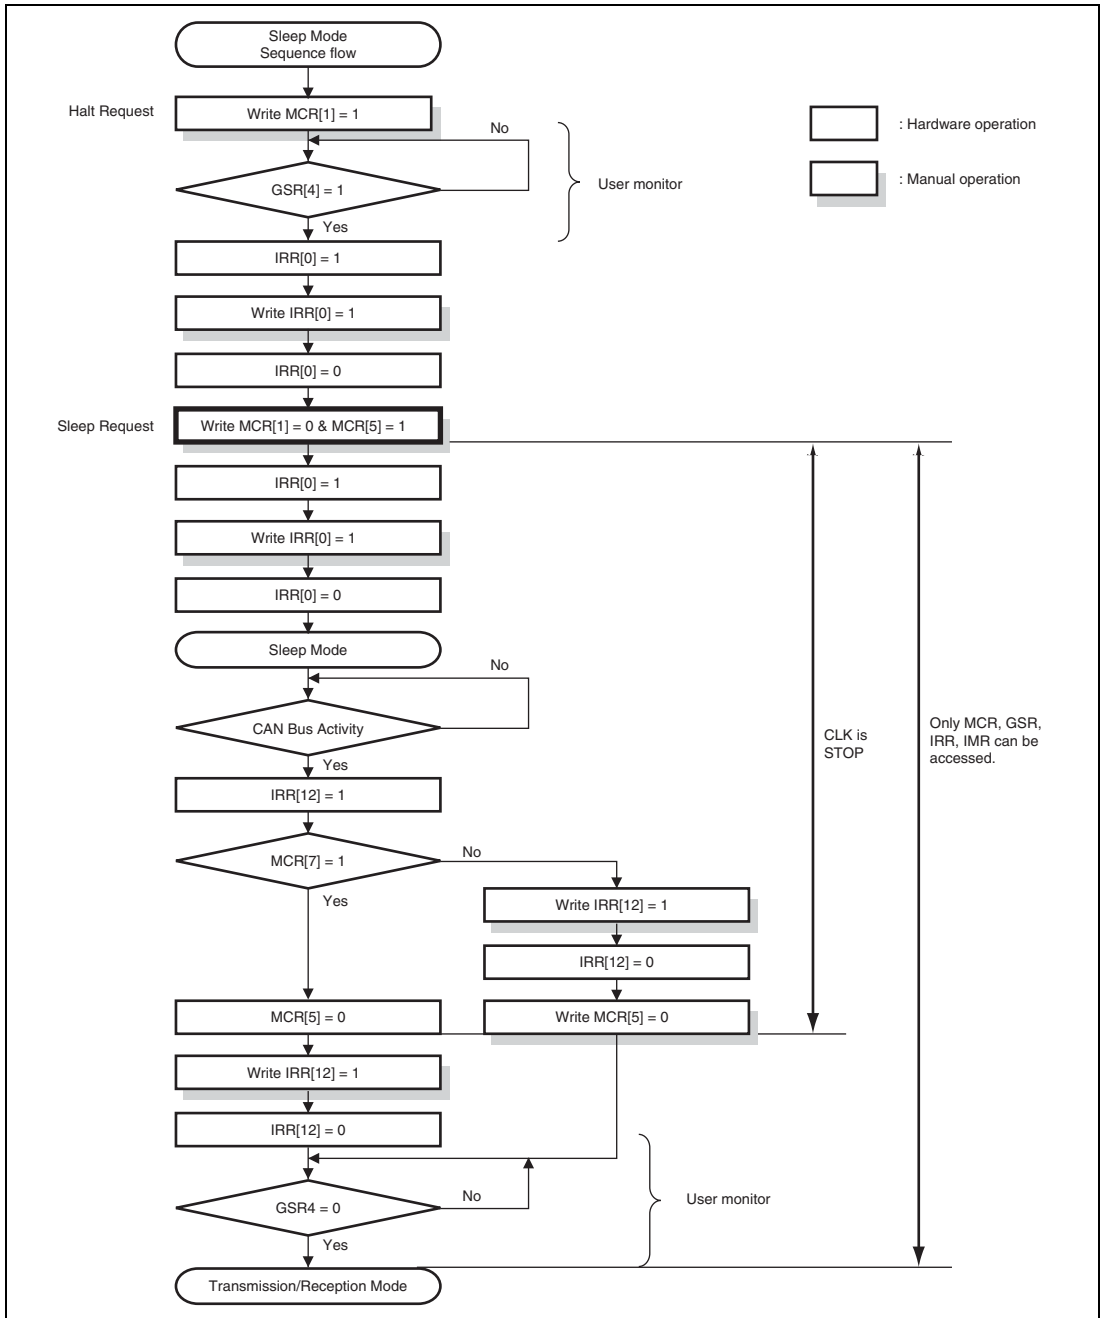 Sleep Mode
Sequence flow
Halt Request
Write MCR[1] = 1
: Hardware operation
No
GSR[4] = 1
User monitor
: Manual operation
Yes
IRR[0] = 1
Write IRR[0] = 1
IRR[0] = 0
Sleep Request
Write MCR[1] = 0 & MCR[5] = 1
IRR[0] = 1
Write IRR[0] = 1
IRR[0] = 0
Sleep Mode
No
CAN Bus Activity
CLK is
STOP
Only MCR, GSR,
IRR, IMR can be
accessed.
Yes
IRR[12] = 1
MCR[7] = 1
No
Yes
Write IRR[12] = 1
IRR[12] = 0
MCR[5] = 0
Write MCR[5] = 0
Write IRR[12] = 1
IRR[12] = 0
GSR4 = 0
No
User monitor
Yes
Transmission/Reception Mode